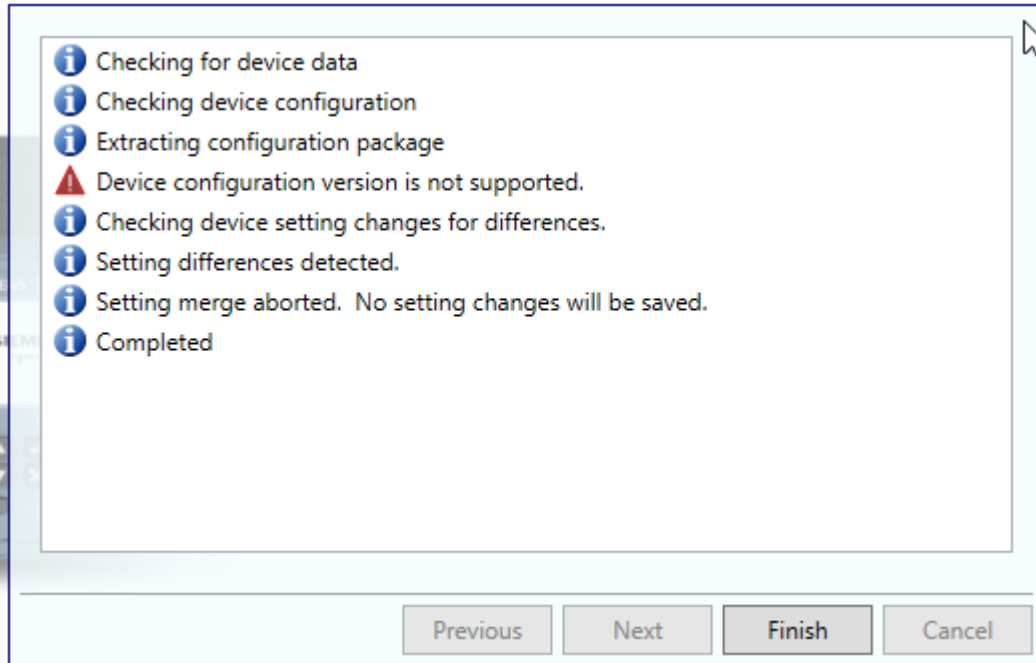 Checking for device data
Checking device configuration
Extracting configuration package
Device configuration version is not supported.
Checking device setting changes for differences.
Setting differences detected.
Setting merge aborted.  No setting changes will be saved.
Completed
Previous
Next
Finish
Cancel